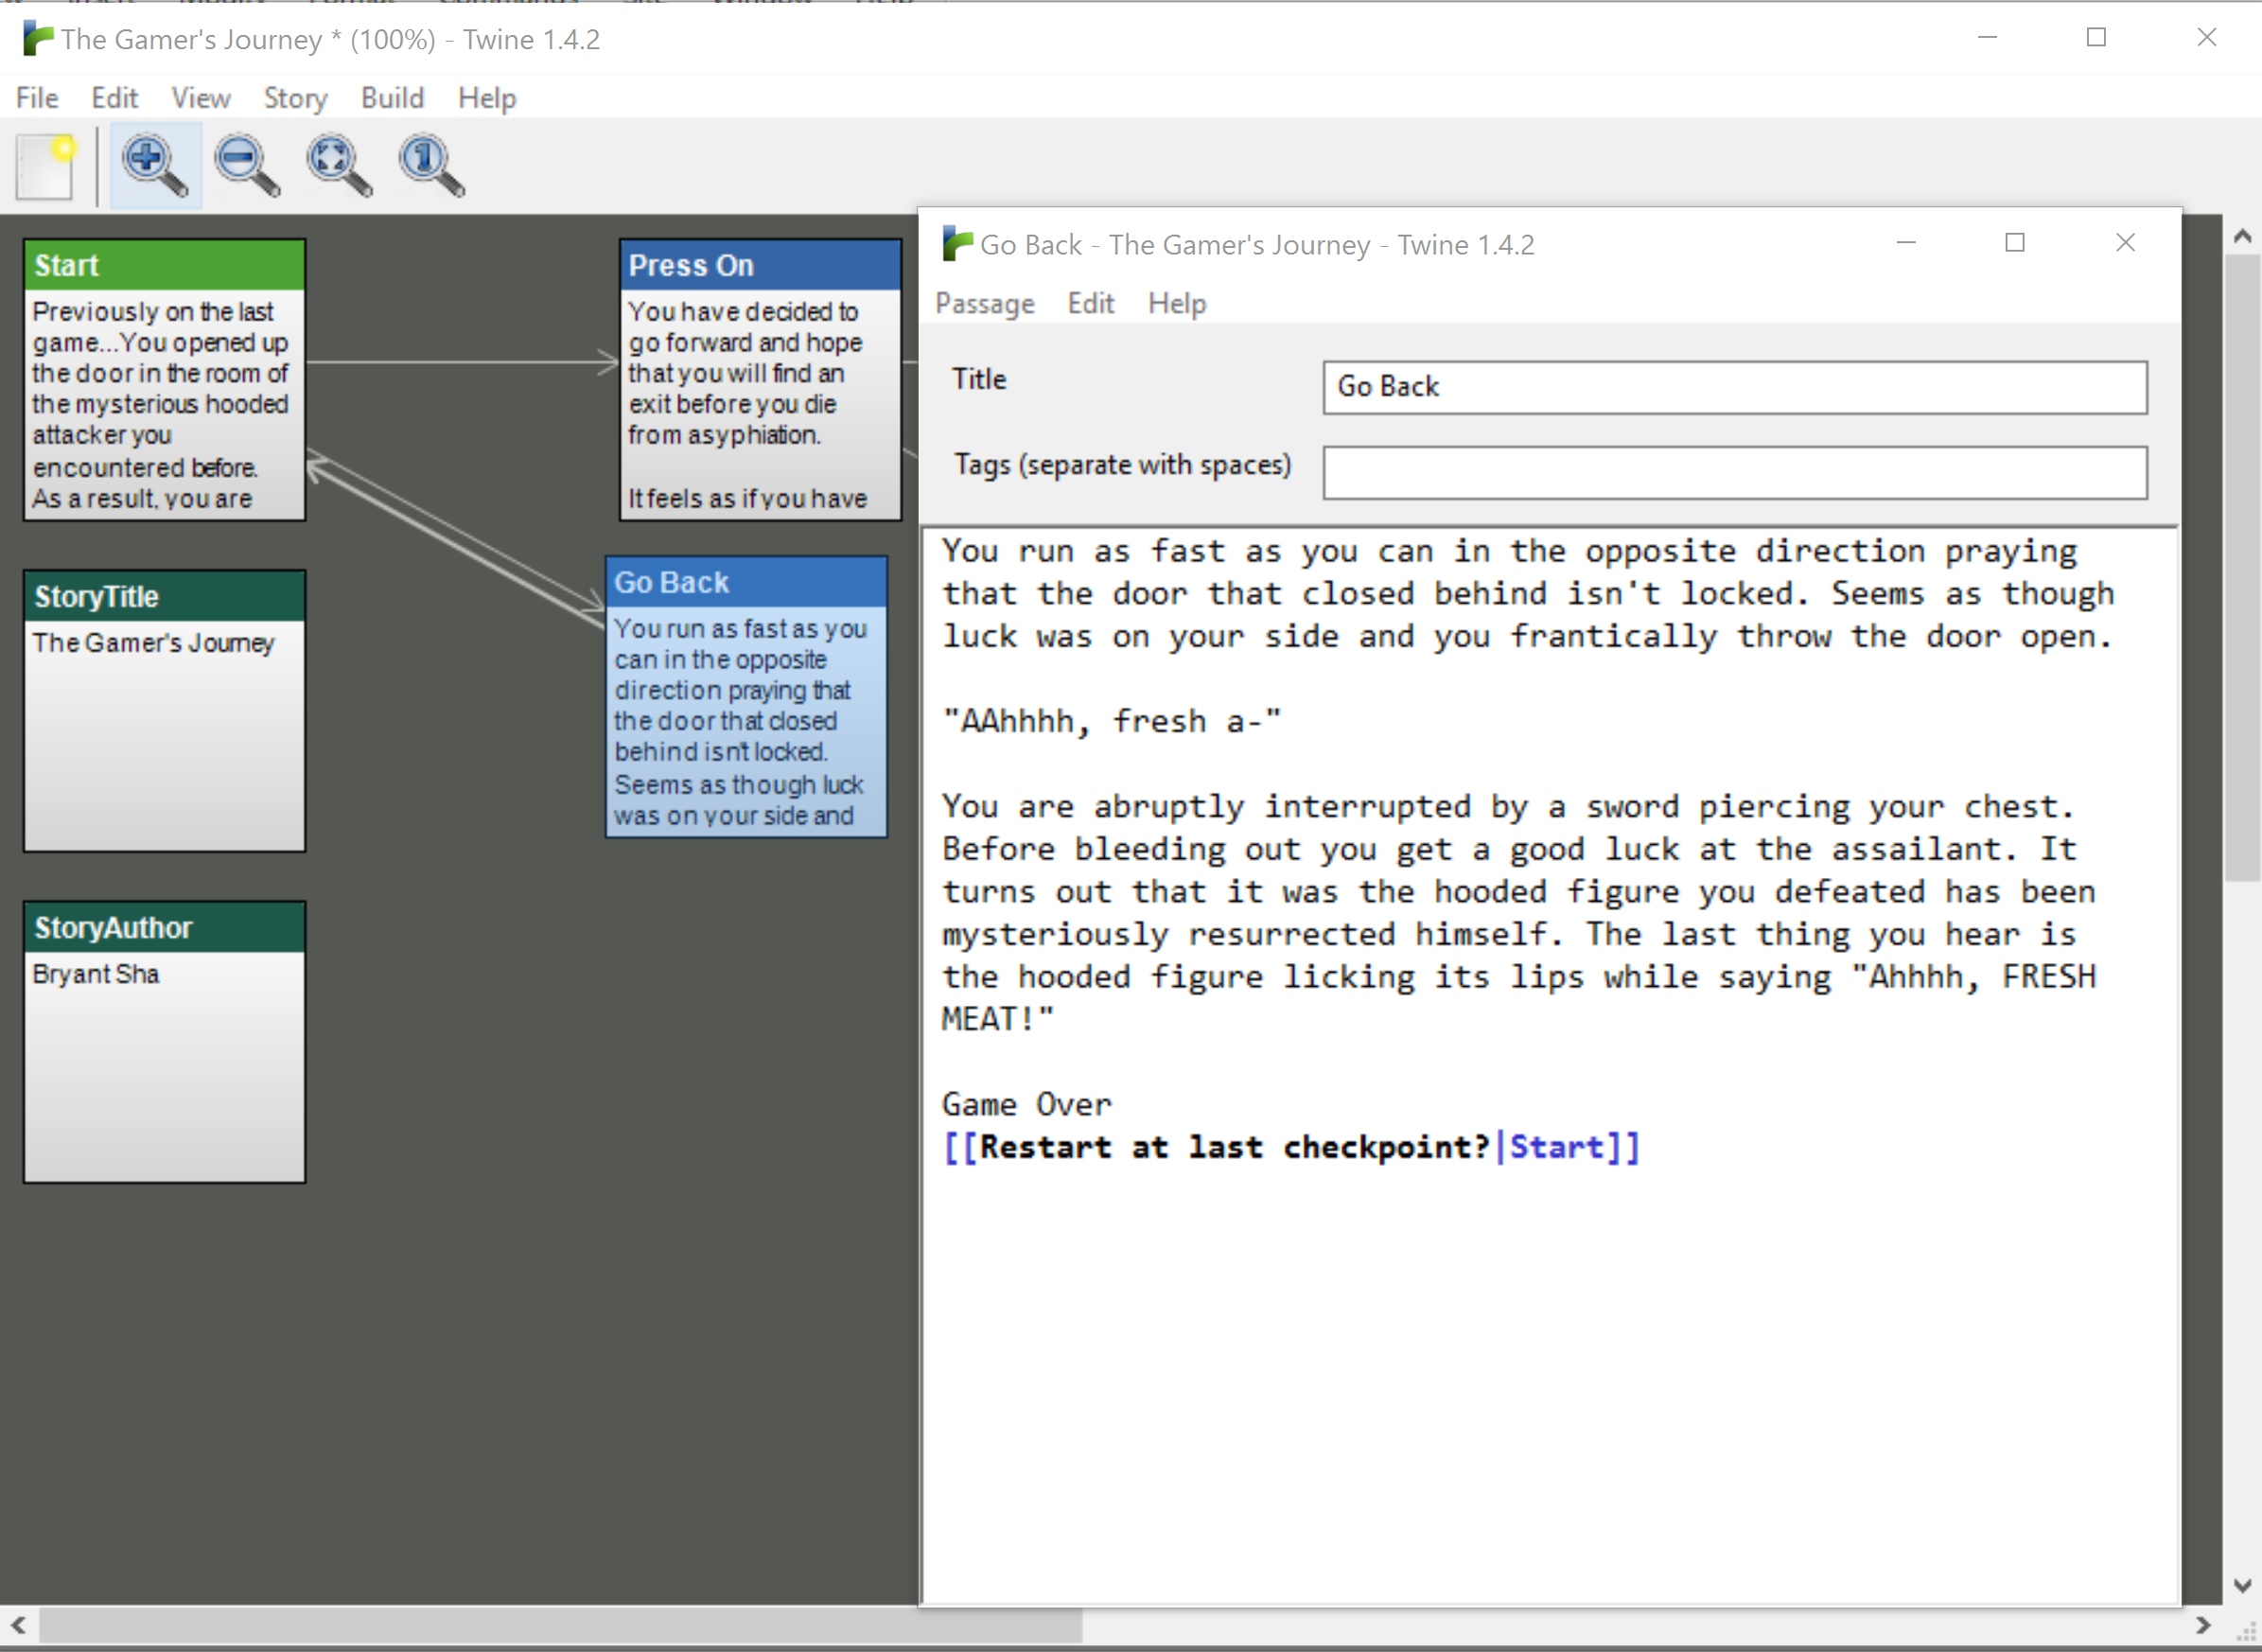 The Gamer's Journey * (100%) - Twine 1.4.2
File Edit View Story Build Help
Start
Previously on the last
game...You opened up
the door in the room of
the mysterious hooded
attacker you
encountered before.
As a result, you are
Press On
You have decided to
go forward and hope
that you will find an
exit before you die
from asyphiation.
It feels as if you have
StoryTitle
The Gamer's Journey
Go Back
You run as fast as you
can in the opposite
direction praying that
the door that closed
behind isn't locked.
Seems as though luck
was on your side and
StoryAuthor
Bryant Sha
Go Back - The Gamer's Journey - Twine 1.4.2
Passage Edit Help
Title Go Back
Tags (separate with spaces)
You run as fast as you can in the opposite direction praying
that the door that closed behind isn't locked. Seems as though
luck was on your side and you frantically throw the door open.
"AAhhhh, fresh a-"
You are abruptly interrupted by a sword piercing your chest.
Before bleeding out you get a good luck at the assailant. It
turns out that it was the hooded figure you defeated has been
mysteriously resurrected himself. The last thing you hear is
the hooded figure licking its lips while saying "Ahhhh, FRESH
MEAT!"
Game Over
[[Restart at last checkpoint?|Start]]